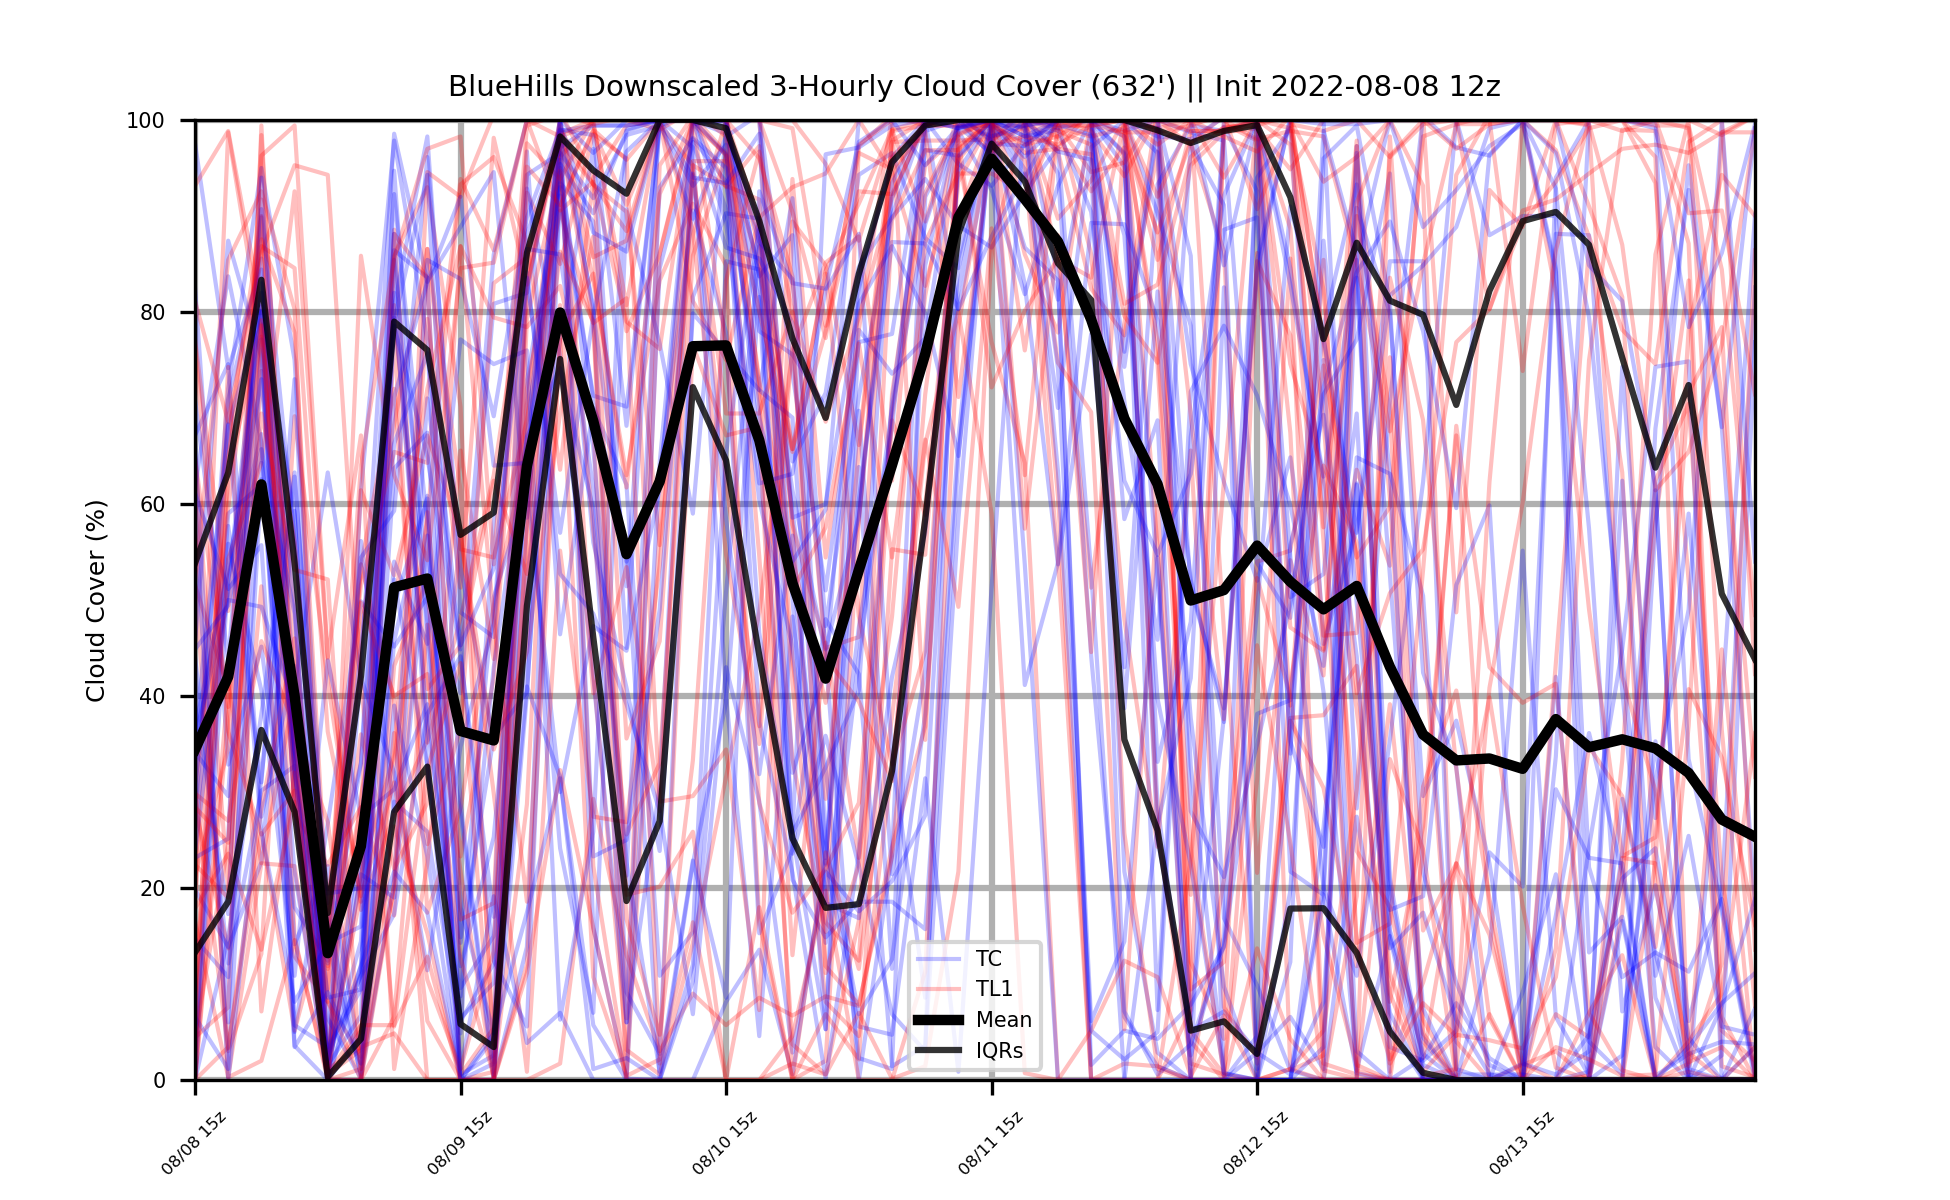 BlueHills Downscaled 3-Hourly Cloud Cover (632') || Init 2022-08-08 12z
Cloud Cover (%)
100
80
60
40
20
0
TC
TL1
Mean
IQRs
08/08 15z
08/09 15z
08/10 15z
08/11 15z
08/12 15z
08/13 15z